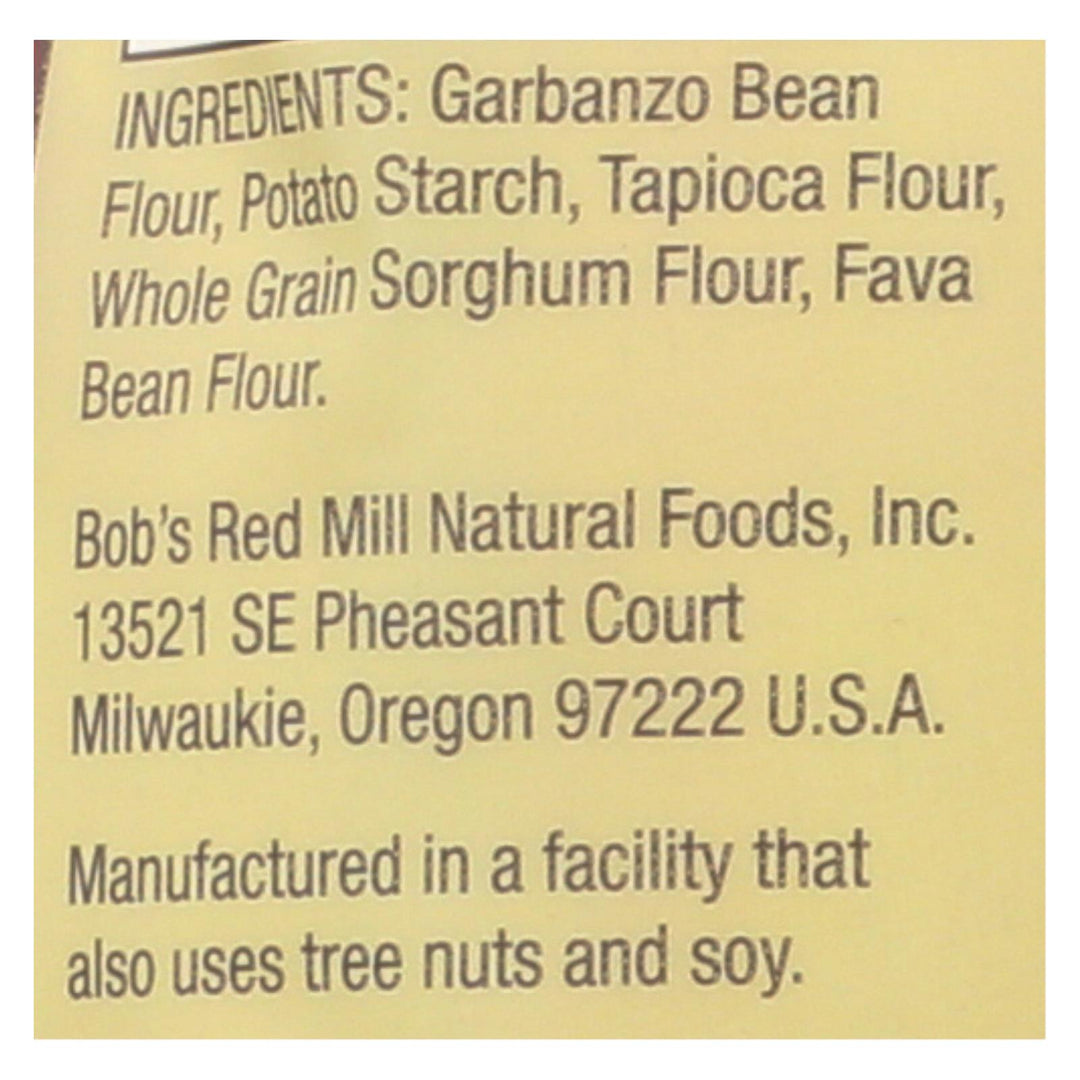 INGREDIENTS: Garbanzo Bean
Flour, Potato Starch, Tapioca Flour,
Whole Grain Sorghum Flour, Fava
Bean Flour.
Bob's Red Mill Natural Foods, Inc.
13521 SE Pheasant Court
Milwaukie, Oregon 97222 U.S.A.
Manufactured in a facility that
also uses tree nuts and soy.